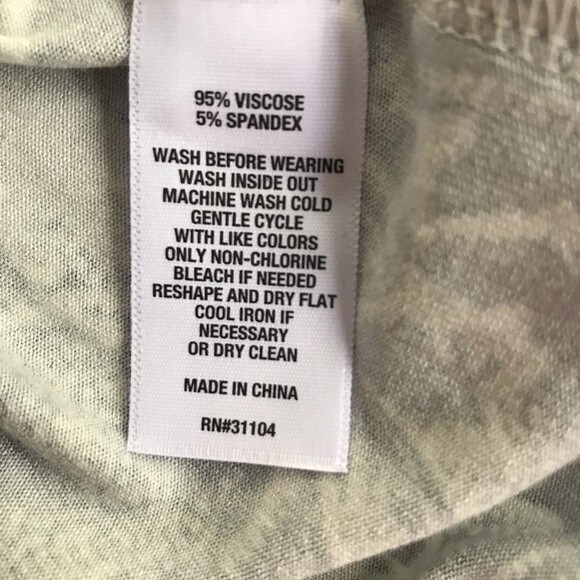 95% VISCOSE
5% SPANDEX
WASH BEFORE WEARING
WASH INSIDE OUT
MACHINE WASH COLD
GENTLE CYCLE
WITH LIKE COLORS
ONLY NON-CHLORINE
BLEACH IF NEEDED
RESHAPE AND DRY FLAT
COOL IRON IF
NECESSARY
OR DRY CLEAN
MADE IN CHINA
RN#31104